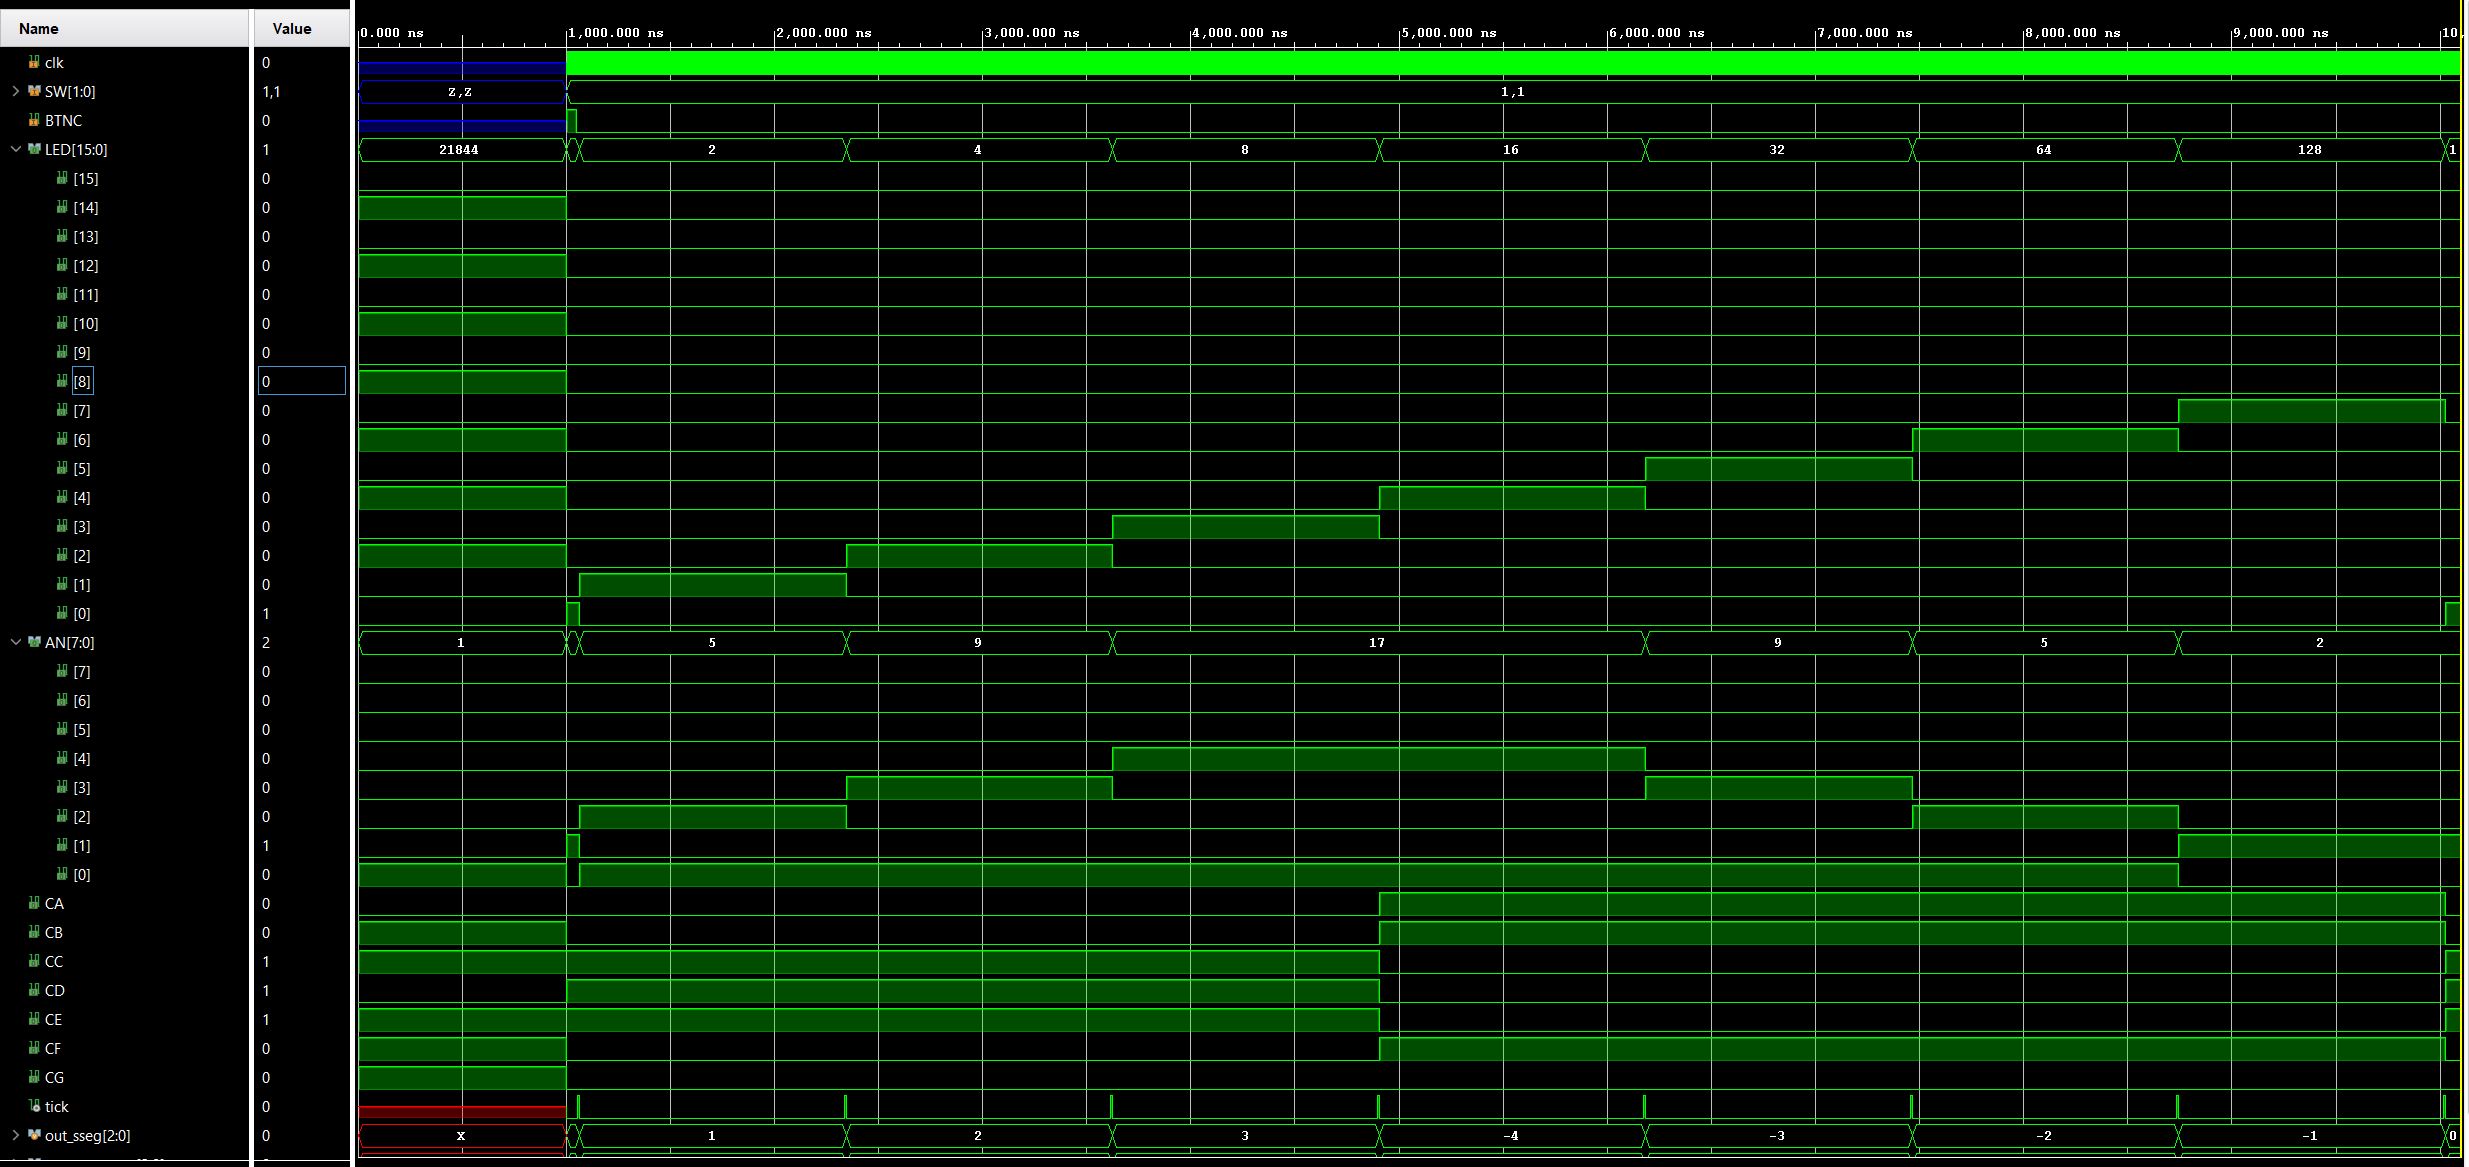 Name Value 0.000 ns 1,000.000 ns 2,000.000 ns 3,000.000 ns 4,000.000 ns 5,000.000 ns 6,000.000 ns 7,000.000 ns 8,000.000 ns 9,000.000 ns 10
clk 0
SW[1:0] 1,1 Z,Z 1,1
BTNC 0
LED[15:0] 1 21844 2 4 8 16 32 64 128 1
[15] 0
[14] 0
[13] 0
[12] 0
[11] 0
[10] 0
[9] 0
[8] 0
[7] 0
[6] 0
[5] 0
[4] 0
[3] 0
[2] 0
[1] 0
[0] 1
AN[7:0] 2 1 5 9 17 9 5 2
[7] 0
[6] 0
[5] 0
[4] 0
[3] 0
[2] 0
[1] 1
[0] 0
CA 0
CB 0
CC 1
CD 1
CE 1
CF 0
CG 0
tick 0
out_sseg[2:0] 0 X 1 2 3 -4 -3 -2 -1 0